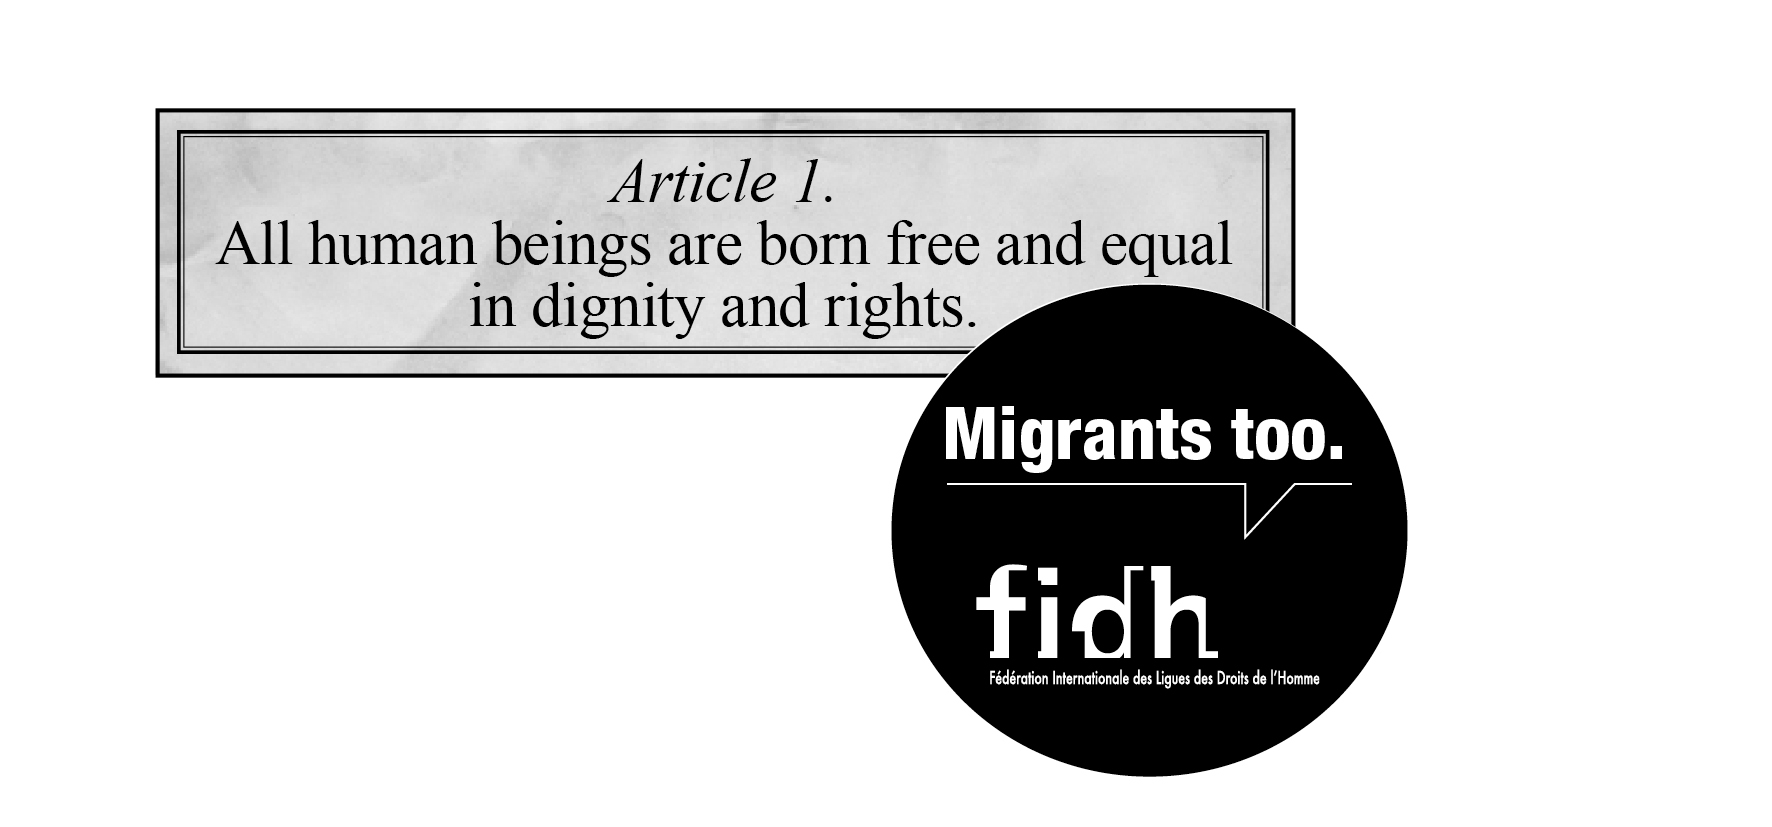 Article 1.
All human beings are born free and equal
in dignity and rights.
Migrants too.
fidh
Fédération Internationale des Ligues des Droits de l'Homme